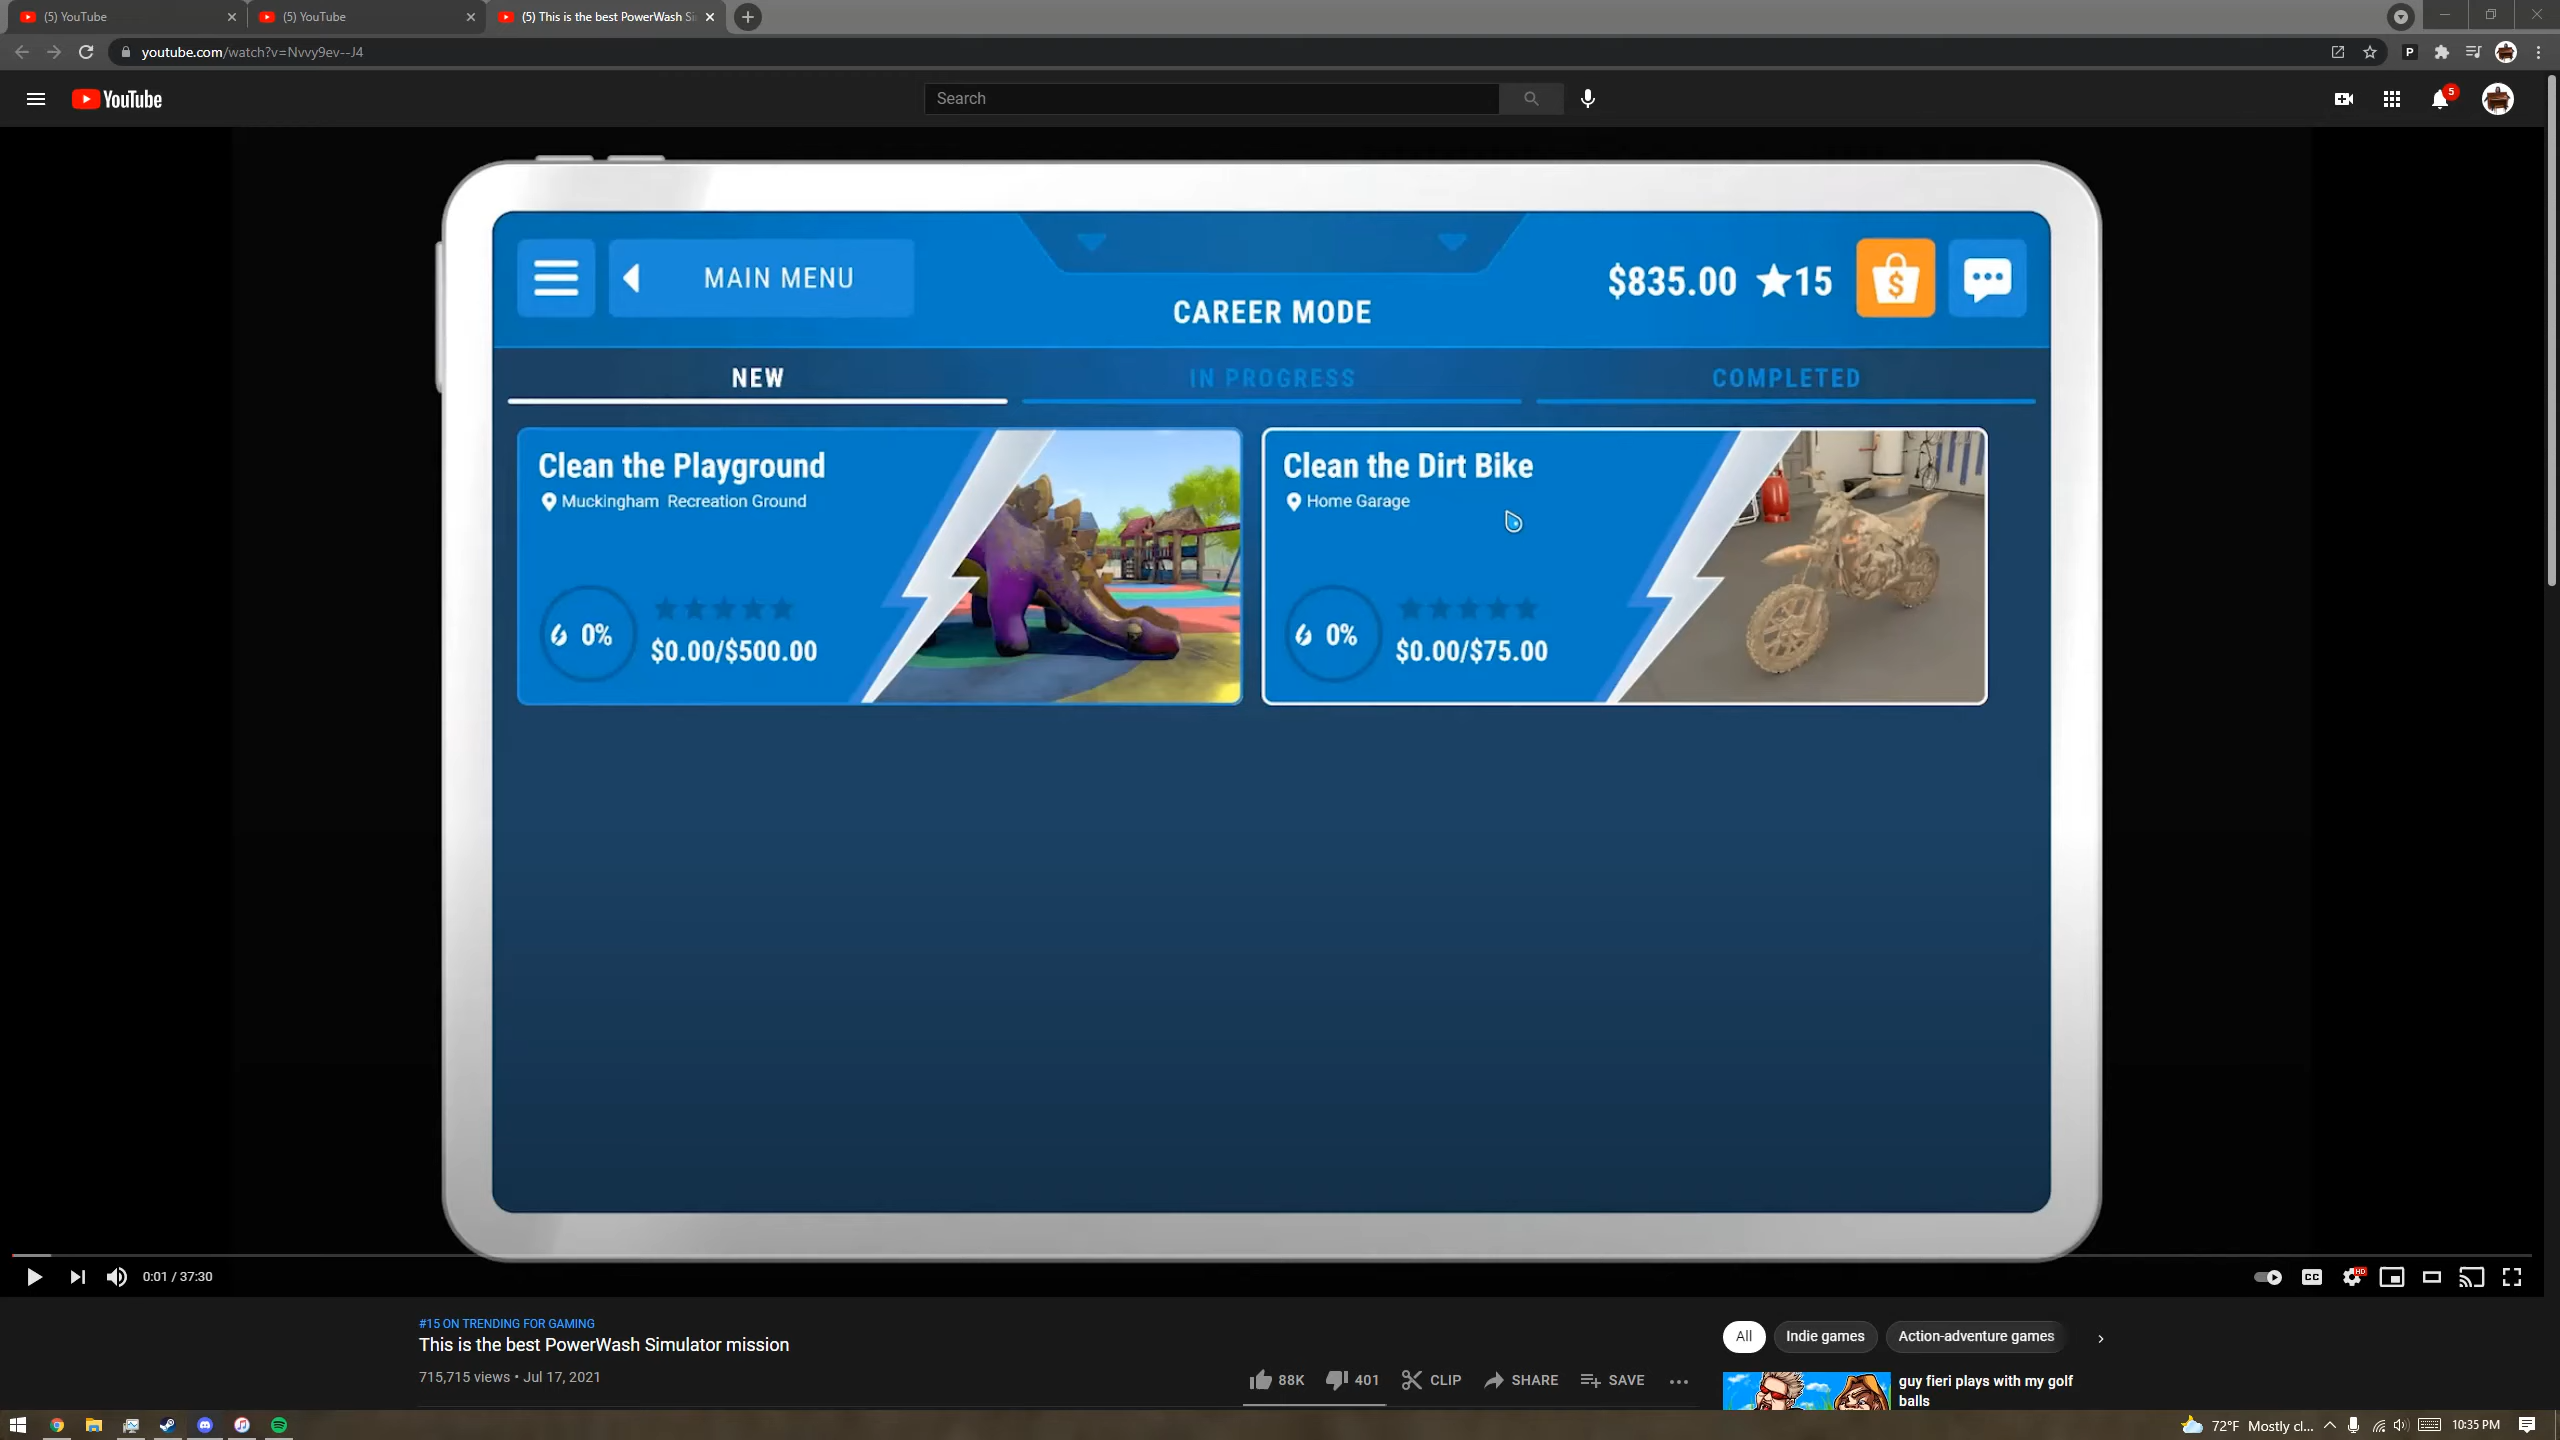 (5) YouTube
(5) YouTube
(5) This is the best PowerWash Si
youtube.com/watch?v=Nvvy9ev--J4
P
YouTube
Search
5
MAIN MENU
CAREER MODE
$835.00 ★15
$
NEW
IN PROGRESS
COMPLETED
Clean the Playground
Muckingham Recreation Ground
0%
$0.00/$500.00
Clean the Dirt Bike
Home Garage
0%
$0.00/$75.00
0:01 / 37:30
CC
HD
#15 ON TRENDING FOR GAMING
This is the best PowerWash Simulator mission
715,715 views • Jul 17, 2021
88K
401
CLIP
SHARE
SAVE
All
Indie games
Action-adventure games
guy fieri plays with my golf
balls
72°F Mostly cl...
10:35 PM